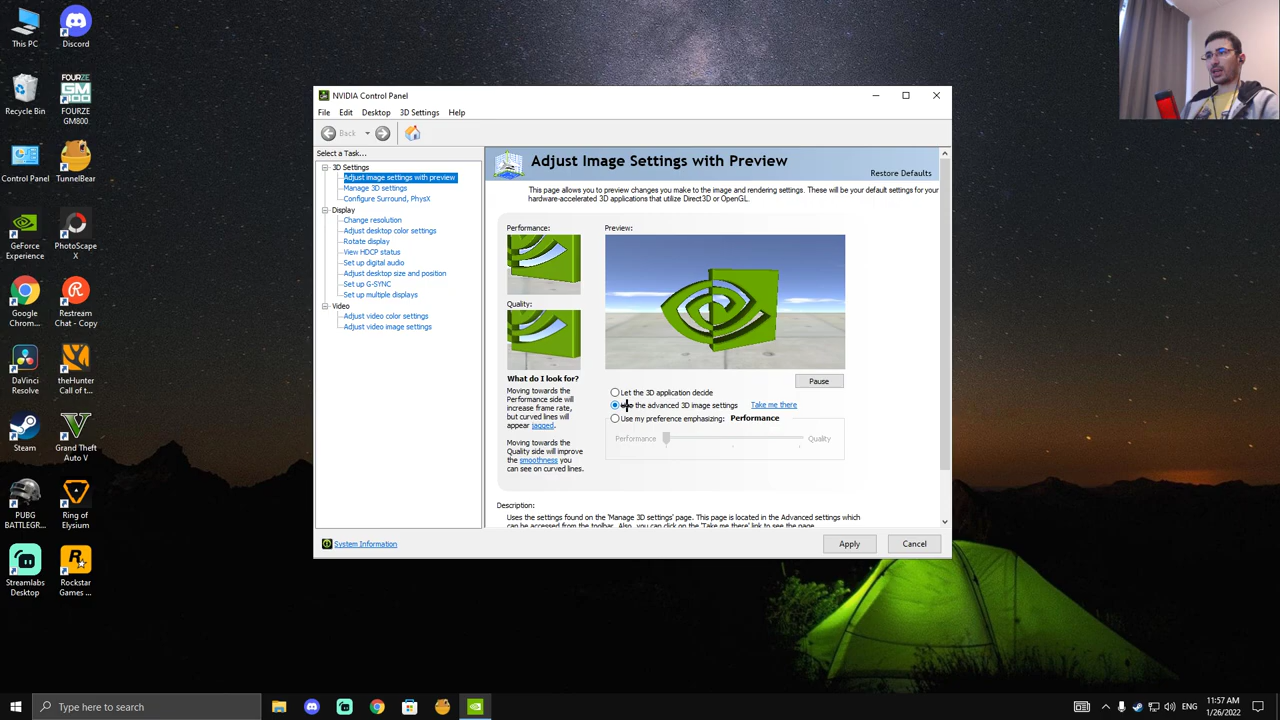 This PC
Discord
Recycle Bin
FOURZE
GM800
FOURZE
GM800
Control Panel
TunnelBear
GeForce
Experience
PhotoScape
X
Google
Chrom...
Restream
Chat - Copy
DaVinci
Resolve
theHunter
Call of t...
Steam
Grand Theft
Auto V
PUBG
BATTLEGR...
Ring of
Elysium
Streamlabs
Desktop
Rockstar
Games ...
NVIDIA Control Panel
File Edit Desktop 3D Settings Help
Back
Select a Task...
3D Settings
Adjust image settings with preview
Manage 3D settings
Configure Surround, PhysX
Display
Change resolution
Adjust desktop color settings
Rotate display
View HDCP status
Set up digital audio
Adjust desktop size and position
Set up G-SYNC
Set up multiple displays
Video
Adjust video color settings
Adjust video image settings
System Information
Adjust Image Settings with Preview
Restore Defaults
This page allows you to preview changes you make to the image and rendering settings. These will be your default settings for your
hardware-accelerated 3D applications that utilize Direct3D or OpenGL.
Performance:
Quality:
What do I look for?
Moving towards the
Performance side will
increase frame rate,
but curved lines will
appear jagged.
Moving towards the
Quality side will improve
the smoothness you
can see on curved lines.
Preview:
Pause
Let the 3D application decide
the advanced 3D image settings Take me there
Use my preference emphasizing: Performance
Performance Quality
Description:
Uses the settings found on the 'Manage 3D settings' page. This page is located in the Advanced settings which
can be accessed from the toolbar. Also, you can click on the 'Take me there' link to see the page.
Apply Cancel
Type here to search
ENG
11:57 AM
1/26/2022